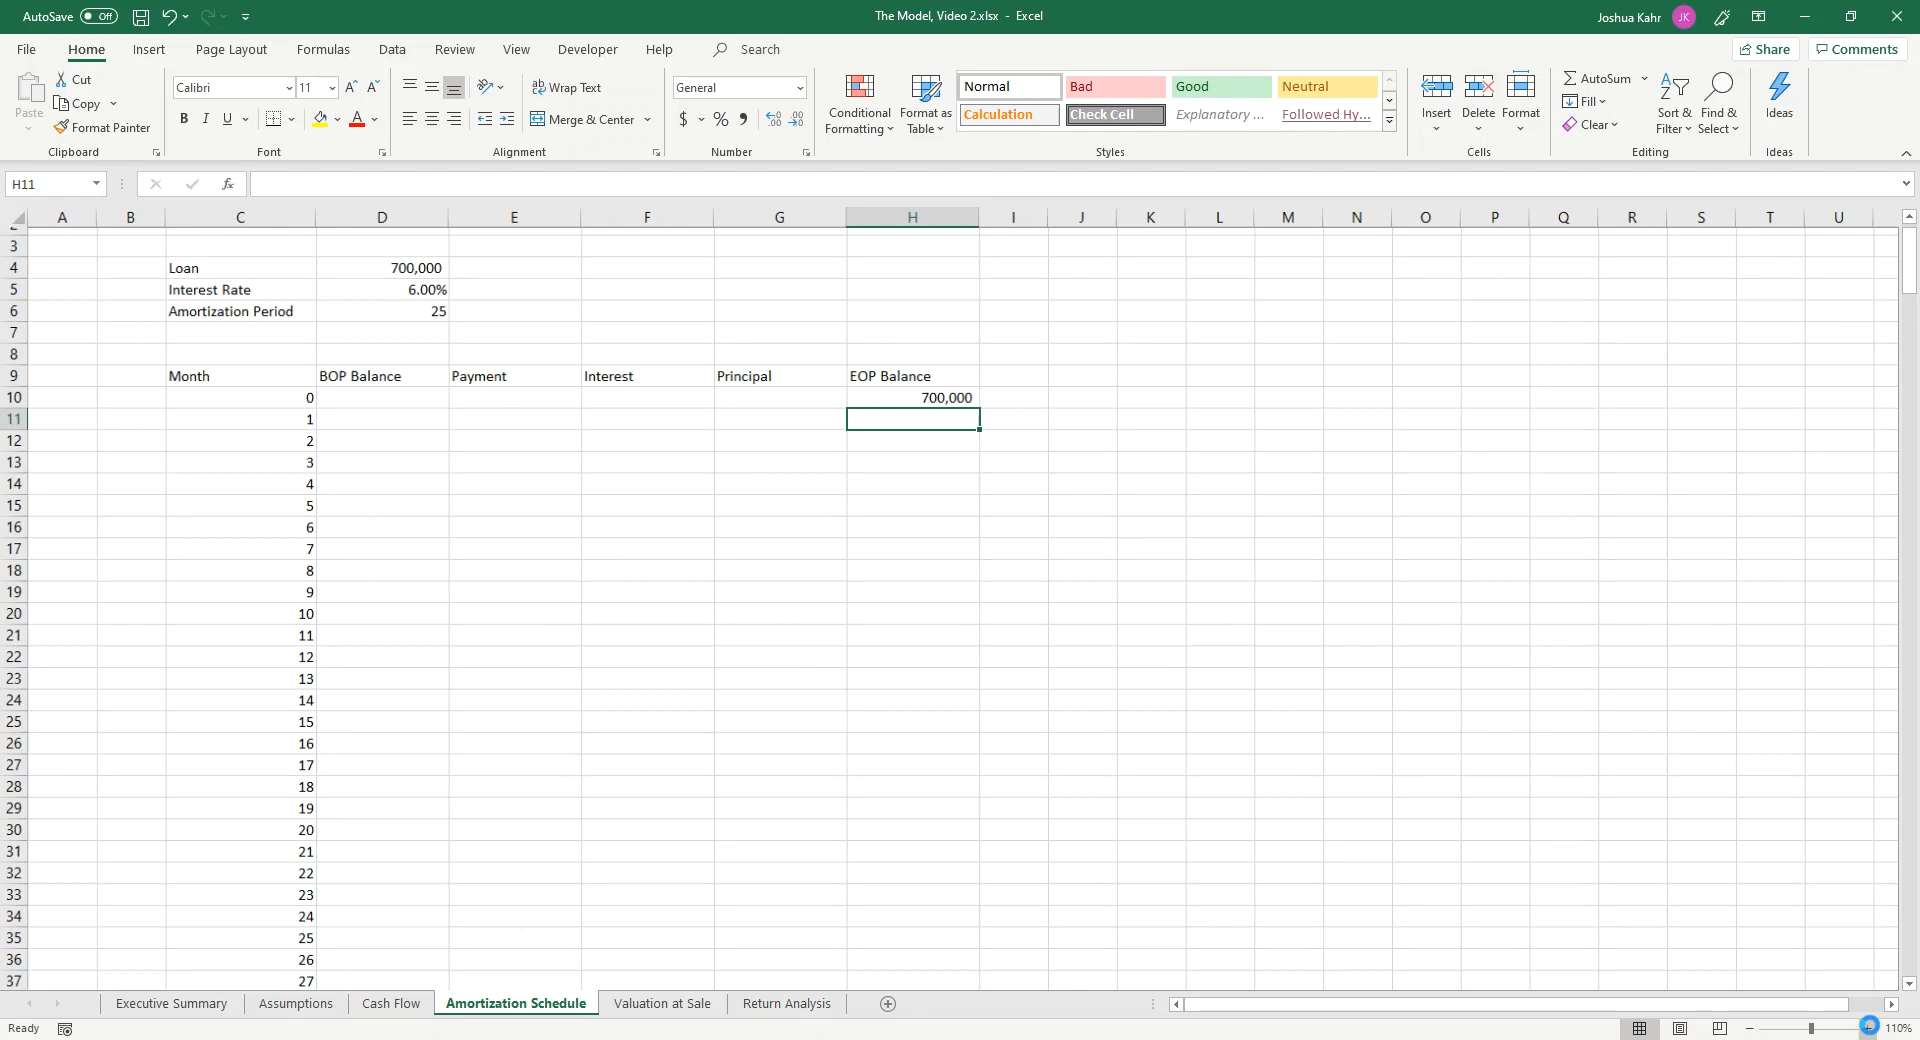 AutoSave Off The Model, Video 2.xlsx - Excel Joshua Kahr JK
File Home Insert Page Layout Formulas Data Review View Developer Help Search Share Comments
Paste Cut Copy Format Painter
Calibri 11 A A B I U A
Wrap Text Merge & Center
General $ % 9
Conditional Formatting Format as Table
Normal Bad Good Neutral
Calculation Check Cell Explanatory ... Followed Hy...
Insert Delete Format
AutoSum Fill Clear
Sort & Filter Find & Select
Ideas
Clipboard Font Alignment Number Styles Cells Editing Ideas
H11 fx
A B C D E F G H I J K L M N O P Q R S T U
3
4 Loan 700,000
5 Interest Rate 6.00%
6 Amortization Period 25
7
8
9 Month BOP Balance Payment Interest Principal EOP Balance
10 0 700,000
11 1
12 2
13 3
14 4
15 5
16 6
17 7
18 8
19 9
20 10
21 11
22 12
23 13
24 14
25 15
26 16
27 17
28 18
29 19
30 20
31 21
32 22
33 23
34 24
35 25
36 26
37 27
Executive Summary Assumptions Cash Flow Amortization Schedule Valuation at Sale Return Analysis
Ready 110%